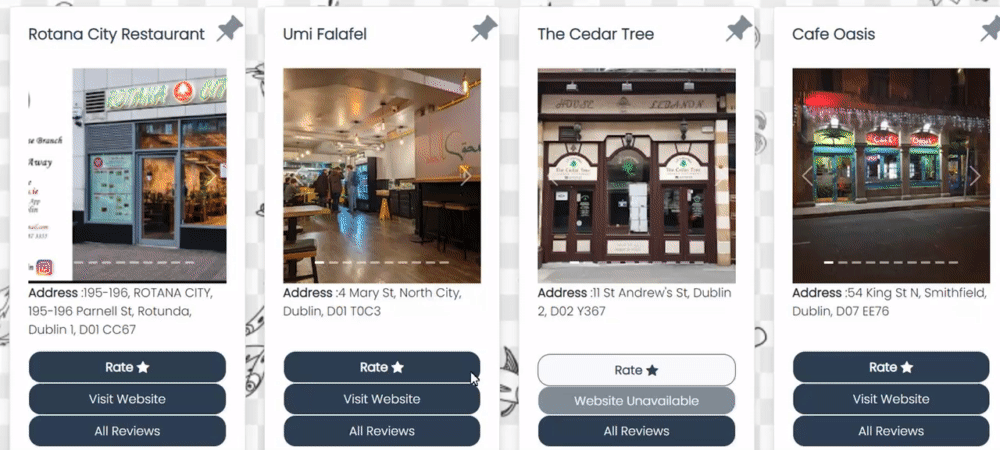 Rotana City Restaurant
ROTANA
se Branch
Away
Address :195-196, ROTANA CITY,
195-196 Parnell St, Rotunda,
Dublin 1, D01 CC67
Rate
Visit Website
All Reviews
Umi Falafel
Address :4 Mary St, North City,
Dublin, D01 T0C3
Rate
Visit Website
All Reviews
The Cedar Tree
HOUSE LEBANON
The Cedar Tree
The Cedar Tree
Address :11 St Andrew's St, Dublin
2, D02 Y367
Rate
Website Unavailable
All Reviews
Cafe Oasis
Cafe Oasis
Address :54 King St N, Smithfield,
Dublin, D07 EE76
Rate
Visit Website
All Reviews